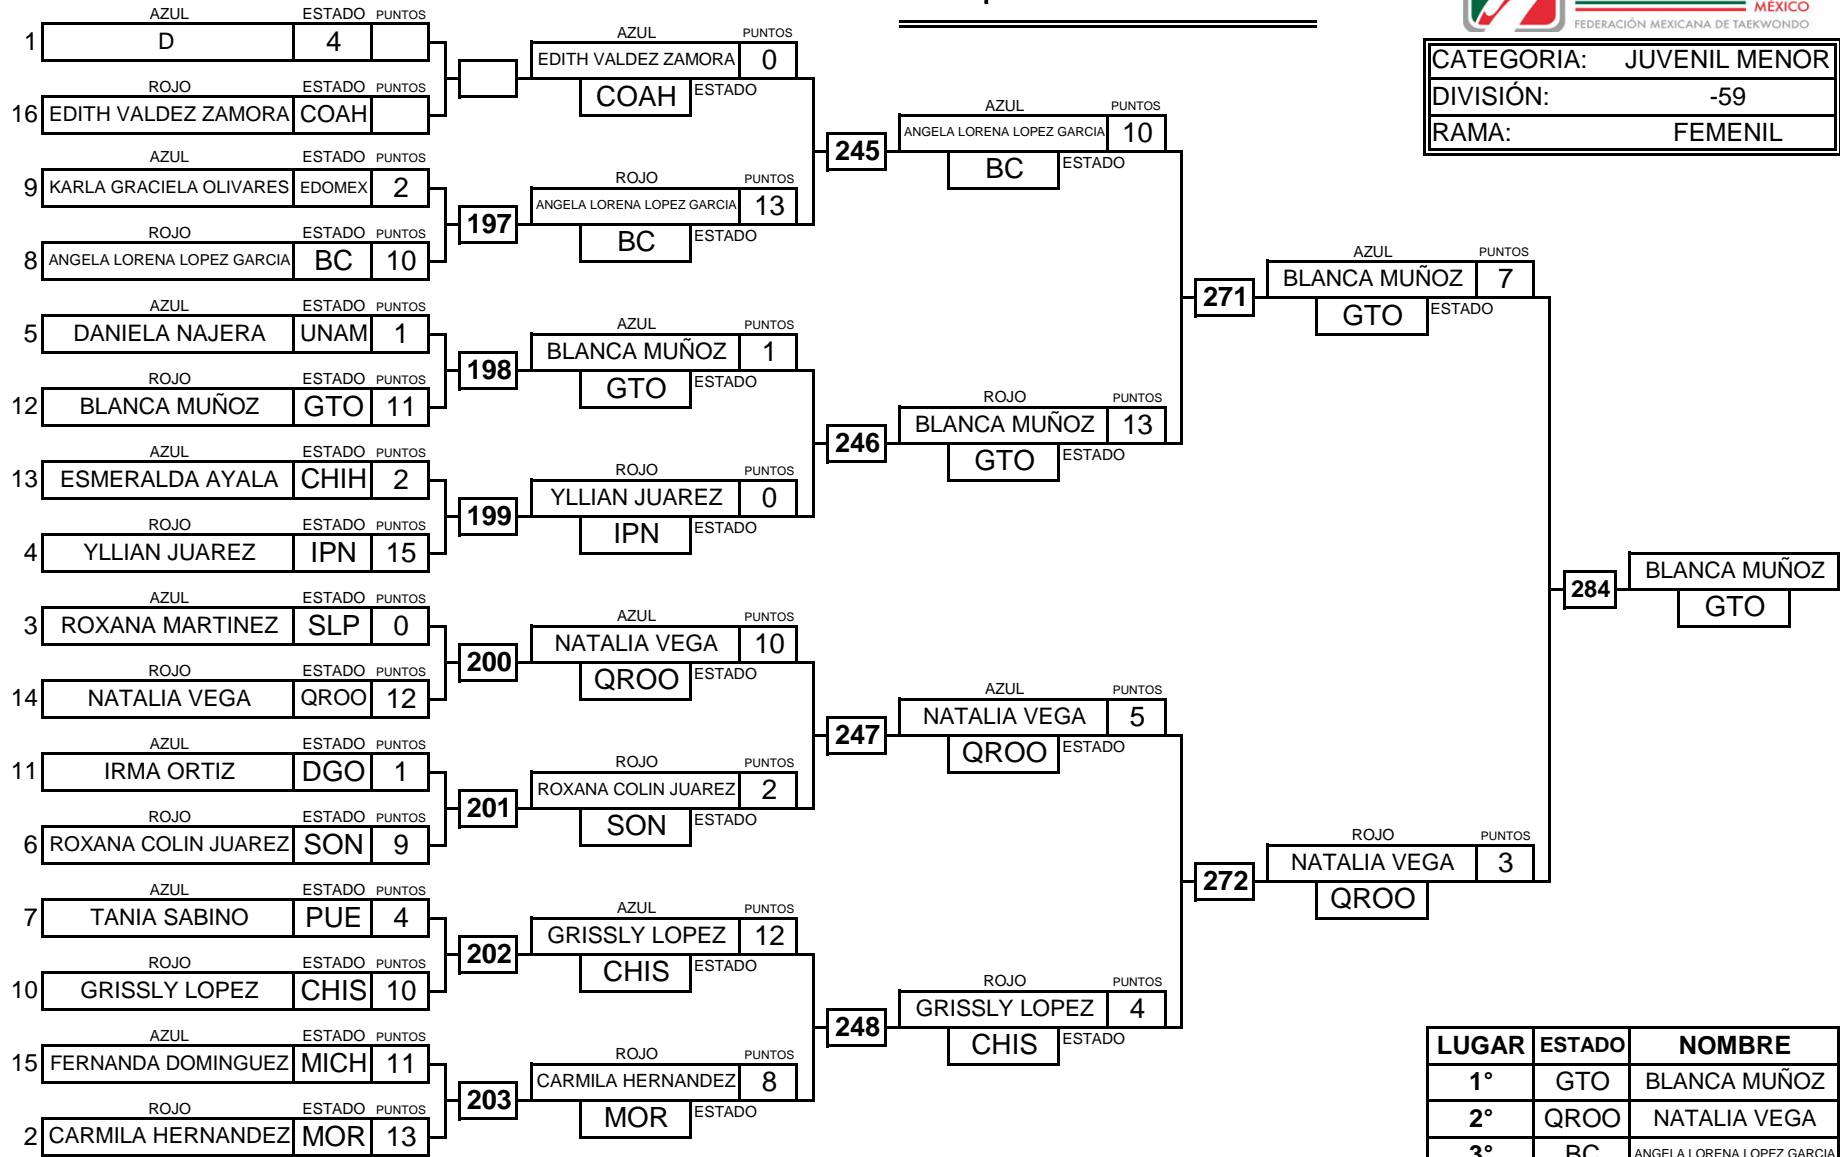 MÉXICO
FEDERACIÓN MEXICANA DE TAEKWONDO
CATEGORIA: JUVENIL MENOR
DIVISIÓN: -59
RAMA: FEMENIL
AZUL ESTADO PUNTOS
1 D 4
ROJO ESTADO PUNTOS
16 EDITH VALDEZ ZAMORA COAH
AZUL ESTADO PUNTOS
9 KARLA GRACIELA OLIVARES EDOMEX 2
197
ROJO ESTADO PUNTOS
8 ANGELA LORENA LOPEZ GARCIA BC 10
AZUL ESTADO PUNTOS
5 DANIELA NAJERA UNAM 1
198
ROJO ESTADO PUNTOS
12 BLANCA MUÑOZ GTO 11
AZUL ESTADO PUNTOS
13 ESMERALDA AYALA CHIH 2
199
ROJO ESTADO PUNTOS
4 YLLIAN JUAREZ IPN 15
AZUL ESTADO PUNTOS
3 ROXANA MARTINEZ SLP 0
200
ROJO ESTADO PUNTOS
14 NATALIA VEGA QROO 12
AZUL ESTADO PUNTOS
11 IRMA ORTIZ DGO 1
201
ROJO ESTADO PUNTOS
6 ROXANA COLIN JUAREZ SON 9
AZUL ESTADO PUNTOS
7 TANIA SABINO PUE 4
202
ROJO ESTADO PUNTOS
10 GRISSLY LOPEZ CHIS 10
AZUL ESTADO PUNTOS
15 FERNANDA DOMINGUEZ MICH 11
203
ROJO ESTADO PUNTOS
2 CARMILA HERNANDEZ MOR 13
AZUL PUNTOS
EDITH VALDEZ ZAMORA 0
COAH ESTADO
245
ROJO PUNTOS
ANGELA LORENA LOPEZ GARCIA 13
BC ESTADO
AZUL PUNTOS
BLANCA MUÑOZ 1
GTO ESTADO
246
ROJO PUNTOS
YLLIAN JUAREZ 0
IPN ESTADO
AZUL PUNTOS
NATALIA VEGA 10
QROO ESTADO
247
ROJO PUNTOS
ROXANA COLIN JUAREZ 2
SON ESTADO
AZUL PUNTOS
GRISSLY LOPEZ 12
CHIS ESTADO
248
ROJO PUNTOS
CARMILA HERNANDEZ 8
MOR ESTADO
AZUL PUNTOS
ANGELA LORENA LOPEZ GARCIA 10
BC ESTADO
271
ROJO PUNTOS
BLANCA MUÑOZ 13
GTO ESTADO
AZUL PUNTOS
NATALIA VEGA 5
QROO ESTADO
272
ROJO PUNTOS
GRISSLY LOPEZ 4
CHIS ESTADO
AZUL PUNTOS
BLANCA MUÑOZ 7
GTO ESTADO
284
ROJO PUNTOS
NATALIA VEGA 3
QROO
BLANCA MUÑOZ
GTO
LUGAR ESTADO NOMBRE
1° GTO BLANCA MUÑOZ
2° QROO NATALIA VEGA
3° BC ANGELA LORENA LOPEZ GARCIA